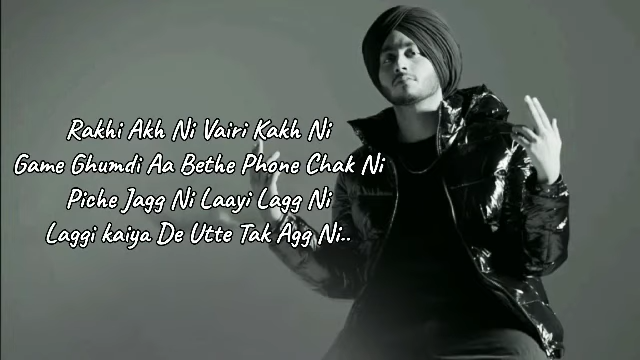 Rakhi Akh Ni Vairi Kakh Ni
Game Ghumdi Aa Bethe Phone Chak Ni
Piche Jagg Ni Laayi Lagg Ni
Laggi kaiya De Utte Tak Agg Ni..